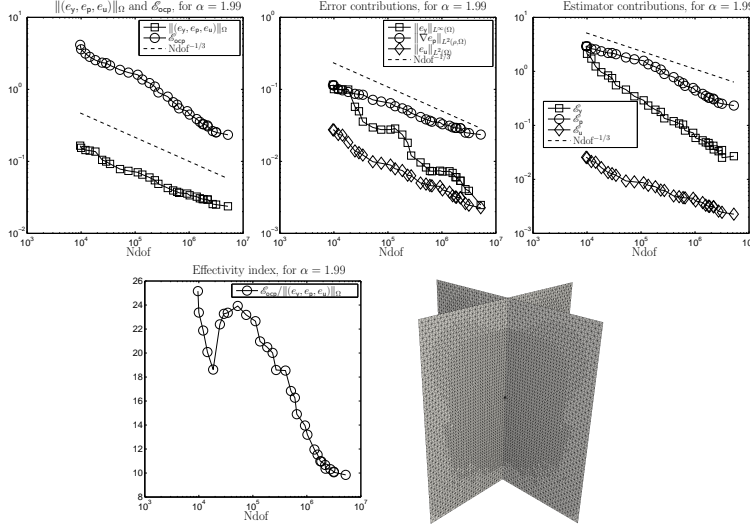 ‖(e_y, e_p, e_u)‖_Ω and ℰ_ocp, for α = 1.99
‖(e_y, e_p, e_u)‖_Ω
ℰ_ocp
Ndof^{-1/3}
10^1
10^0
10^{-1}
10^{-2}
10^3 10^4 10^5 10^6 10^7
Ndof
Error contributions, for α = 1.99
‖e_y‖_{L^∞(Ω)}
‖∇e_p‖_{L^2(ρ,Ω)}
‖e_u‖_{L^2(Ω)}
Ndof^{-1/3}
10^0
10^{-1}
10^{-2}
10^{-3}
10^3 10^4 10^5 10^6 10^7
Ndof
Estimator contributions, for α = 1.99
ℰ_y
ℰ_p
ℰ_u
Ndof^{-1/3}
10^1
10^0
10^{-1}
10^{-2}
10^{-3}
10^3 10^4 10^5 10^6 10^7
Ndof
Effectivity index, for α = 1.99
ℰ_ocp/‖(e_y, e_p, e_u)‖_Ω
26
24
22
20
18
16
14
12
10
8
10^3 10^4 10^5 10^6 10^7
Ndof